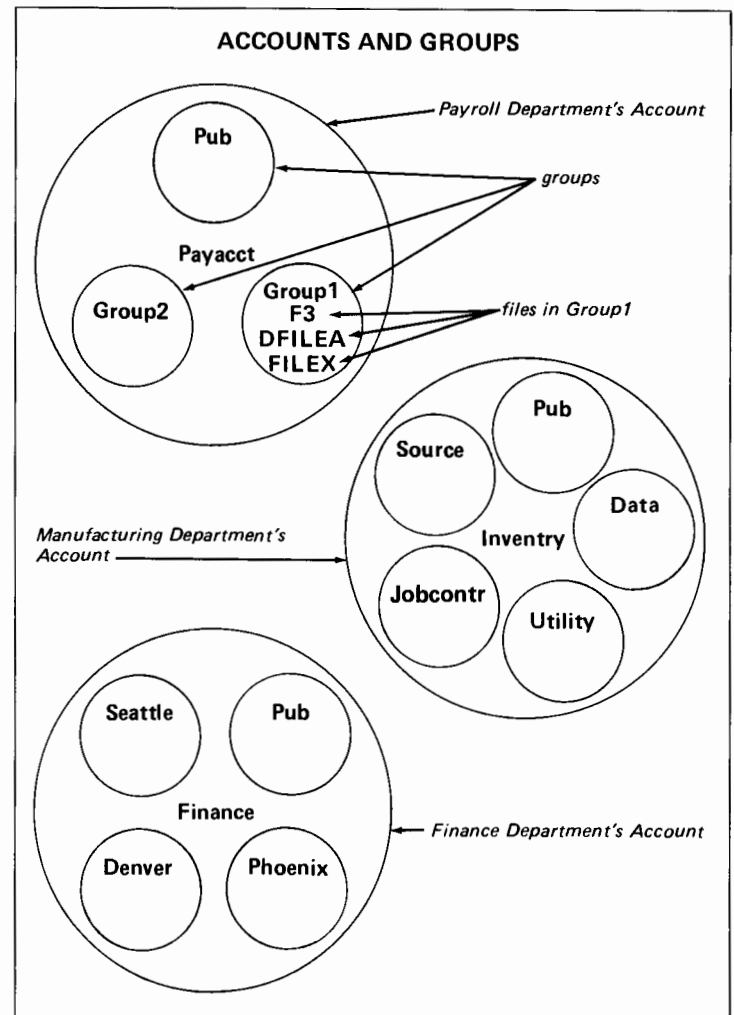 ACCOUNTS AND GROUPS
Payroll Department's Account
Pub
groups
Payacct
Group2
Group1
F3
DFILEA
FILEX
files in Group1
Pub
Source
Data
Manufacturing Department's
Account
Inventry
Jobcontr
Utility
Seattle
Pub
Finance
Finance Department's Account
Denver
Phoenix